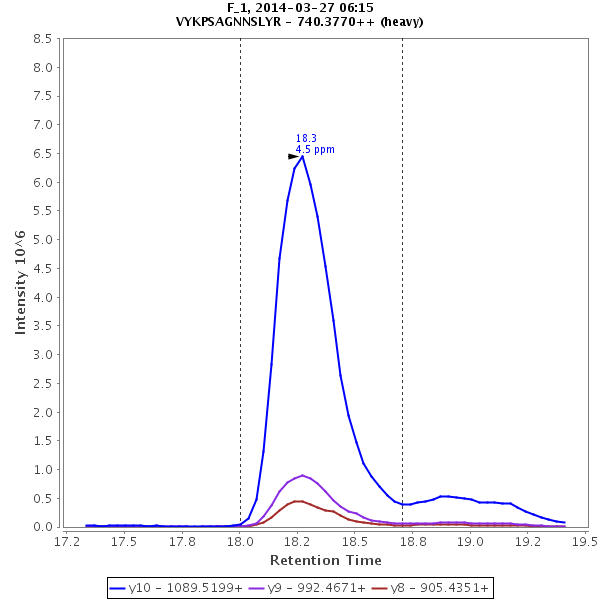 F_1, 2014-03-27 06:15
VYKPSAGNNSLYR - 740.3770++ (heavy)
8.5
8.0
7.5
7.0
6.5
6.0
5.5
5.0
4.5
4.0
3.5
3.0
2.5
2.0
1.5
1.0
0.5
0.0
Intensity 10^6
18.3
4.5 ppm
17.2 17.5 17.8 18.0 18.2 18.5 18.8 19.0 19.2 19.5
Retention Time
y10 - 1089.5199+ y9 - 992.4671+ y8 - 905.4351+